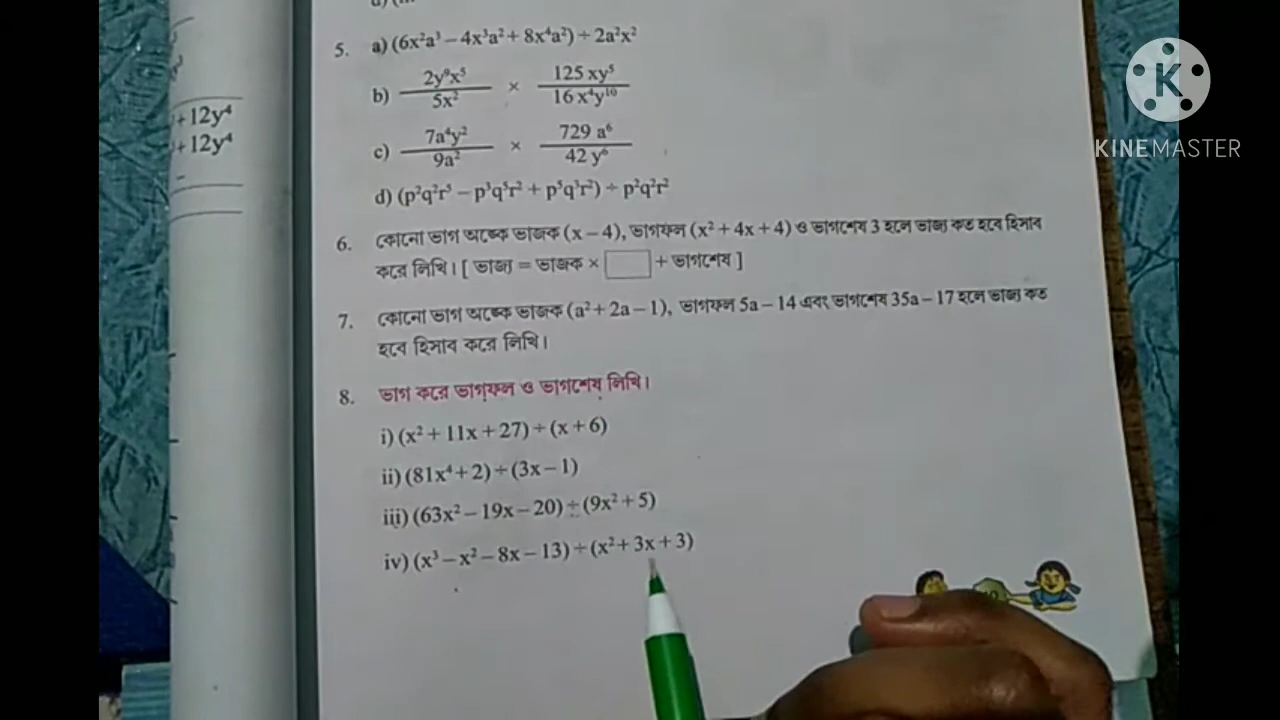 5. a) (6x²a³ – 4x³a² + 8x⁴a²) ÷ 2a²x²
b) 2y⁹x⁵ / 5x² × 125 xy⁵ / 16 x⁴y¹⁰
c) 7a⁴y² / 9a² × 729 a⁶ / 42 y⁶
d) (p²q²r⁵ – p³q⁵r² + p⁵q³r²) ÷ p²q²r²
6. কোনো ভাগ অঙ্কে ভাজক (x – 4), ভাগফল (x² + 4x + 4) ও ভাগশেষ 3 হলে ভাজ্য কত হবে হিসাব
করে লিখি। [ ভাজ্য = ভাজক × □ + ভাগশেষ ]
7. কোনো ভাগ অঙ্কে ভাজক (a² + 2a – 1), ভাগফল 5a – 14 এবং ভাগশেষ 35a – 17 হলে ভাজ্য কত
হবে হিসাব করে লিখি।
8. ভাগ করে ভাগফল ও ভাগশেষ লিখি।
i) (x² + 11x + 27) ÷ (x + 6)
ii) (81x⁴ + 2) ÷ (3x – 1)
iii) (63x² – 19x – 20) ÷ (9x² + 5)
iv) (x³ – x² – 8x – 13) ÷ (x² + 3x + 3)
+ 12y⁴
+ 12y⁴
K
KINEMASTER